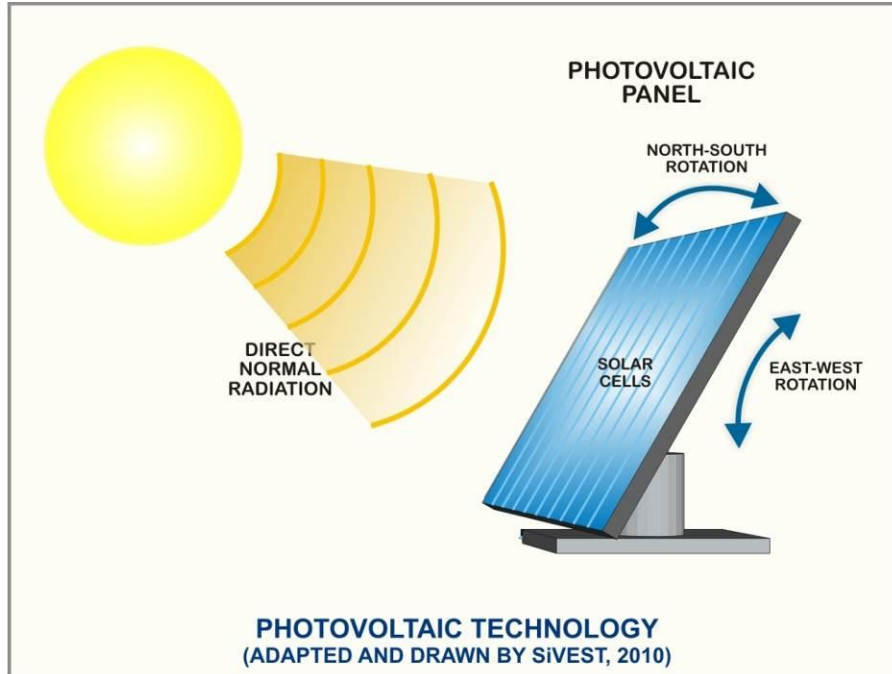 PHOTOVOLTAIC
PANEL
NORTH-SOUTH
ROTATION
DIRECT
NORMAL
RADIATION
SOLAR
CELLS
EAST-WEST
ROTATION
PHOTOVOLTAIC TECHNOLOGY
(ADAPTED AND DRAWN BY SiVEST, 2010)